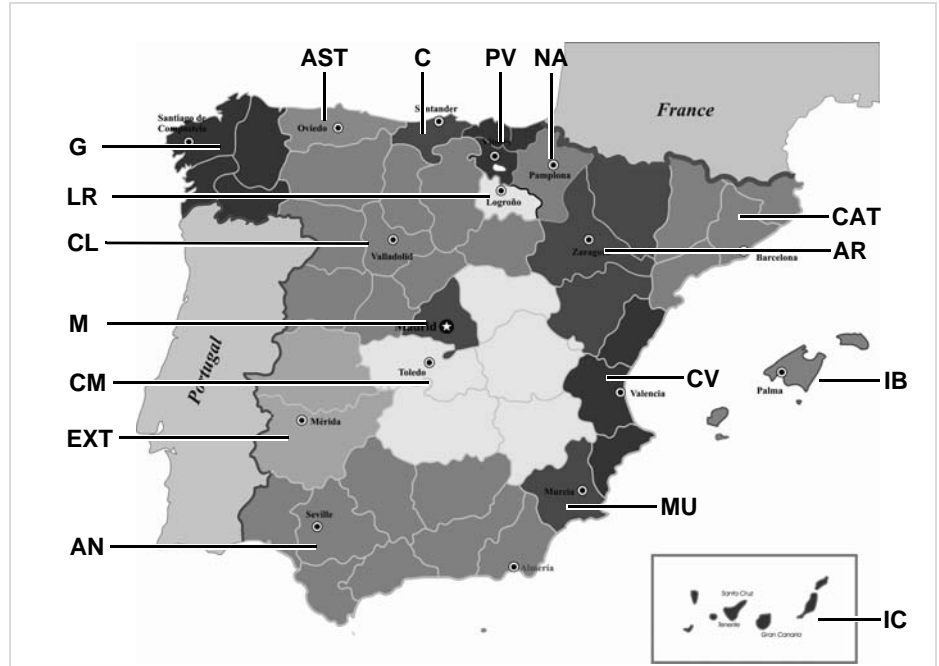 AST C PV NA
France
Santander
Santiago de
Compostela
Oviedo
G
Pamplona
LR
Logroño
CAT
CL
Valladolid
Zarago
AR
Barcelona
M
Madrid
Toledo
CM
CV
IB
Palma
Valencia
Portugal
EXT
Mérida
Murcia
MU
Seville
AN
Almería
Santa Cruz
Tenerife
Gran Canaria
IC